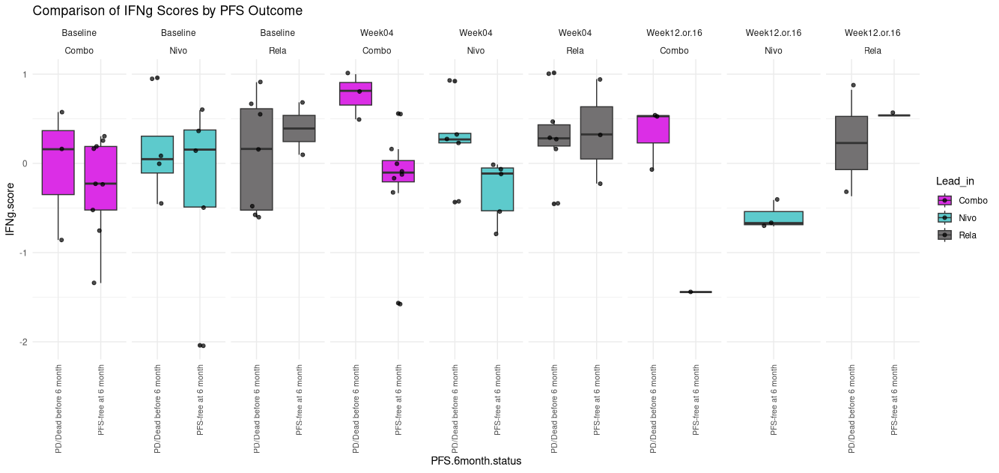 Comparison of IFNg Scores by PFS Outcome
Baseline Baseline Baseline Week04 Week04 Week04 Week12.or.16 Week12.or.16 Week12.or.16
Combo Nivo Rela Combo Nivo Rela Combo Nivo Rela
1
0
-1
-2
IFNg.score
PD/Dead before 6 month
PFS-free at 6 month
PD/Dead before 6 month
PFS-free at 6 month
PD/Dead before 6 month
PFS-free at 6 month
PD/Dead before 6 month
PFS-free at 6 month
PD/Dead before 6 month
PFS-free at 6 month
PD/Dead before 6 month
PFS-free at 6 month
PD/Dead before 6 month
PFS-free at 6 month
PFS-free at 6 month
PD/Dead before 6 month
PFS-free at 6 month
PFS.6month.status
Lead_in
Combo
Nivo
Rela